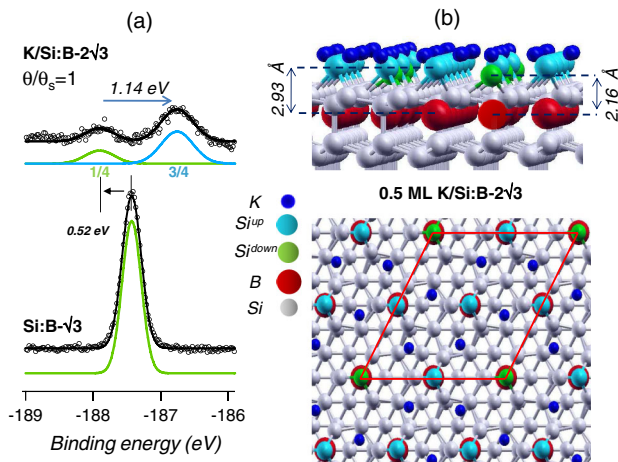 (a)
K/Si:B-2√3
θ/θs=1
1.14 eV
1/4
3/4
0.52 eV
Si:B-√3
-189
-188
-187
-186
Binding energy (eV)
(b)
2.93 Å
2.16 Å
0.5 ML K/Si:B-2√3
K
Si^up
Si^down
B
Si